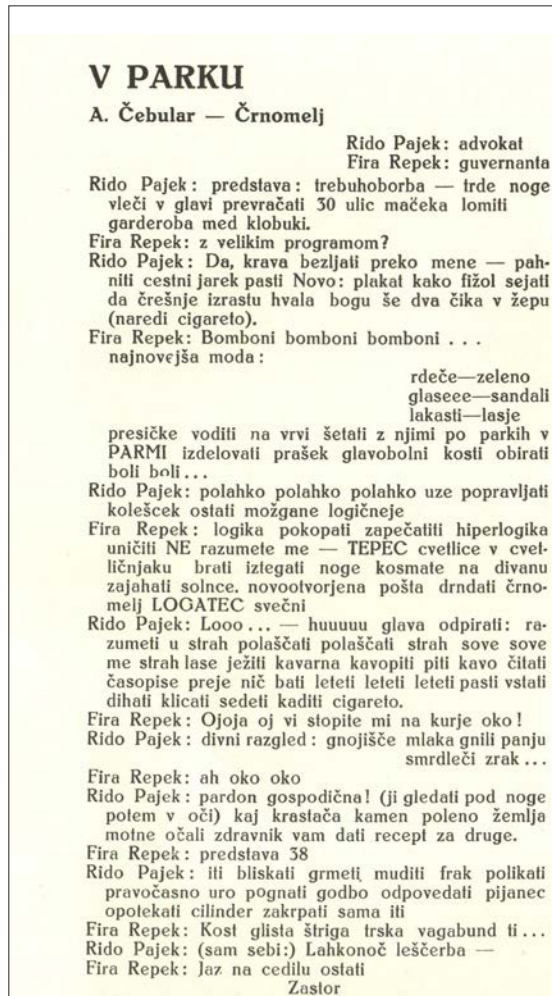 V PARKU
A. Čebular — Črnomelj
Rido Pajek: advokat
Fira Repek: guvernanta
Rido Pajek: predstava: trebuhoborba — trde noge
vleči v glavi prevračati 30 ulic mačeka lomiti
garderoba med klobuki.
Fira Repek: z velikim programom?
Rido Pajek: Da, krava bezljati preko mene — pah-
niti cestni jarek pasti Novo: plakat kako fižol sejati
da črešnje izrastu hvala bogu še dva čika v žepu
(naredi cigareto).
Fira Repek: Bomboni bomboni bomboni . . .
najnovejša moda:
rdeče—zeleno
glaseee—sandali
lakasti—lasje
presičke voditi na vrvi šetati z njimi po parkih v
PARMI izdelovati prašek glavobolni kosti obirati
boli boli...
Rido Pajek: polahko polahko polahko uze popravljati
kolešcek ostati možgane logičneje
Fira Repek: logika pokopati zapečatiti hiperlogika
uničiti NE razumete me — TEPEC cvetlice v cvet-
ličnjaku brati iztegati noge kosmate na divanu
zajahati solnce. novootvorjena pošta drndati črno-
melj LOGATEC svečni
Rido Pajek: Looo... — huuuuu glava odpirati: ra-
zumeti u strah polaščati polaščati strah sove sove
me strah lase ježiti kavarna kavopiti piti kavo čitati
časopise preje nič bati leteti leteti leteti pasti vstati
dihati klicati sedeti kaditi cigareto.
Fira Repek: Ojoja oj vi stopite mi na kurje oko!
Rido Pajek: divni razgled: gnojišče mlaka gnili panju
smrdleči zrak...
Fira Repek: ah oko oko
Rido Pajek: pardon gospodična! (ji gledati pod noge
potem v oči) kaj krastača kamen poleno žemlja
motne očali zdravnik vam dati recept za druge.
Fira Repek: predstava 38
Rido Pajek: iti bliskati grmeti muditi frak polikati
pravočasno uro pognati godbo odpovedati pijanec
opotekati cilinder zakrpati sama iti
Fira Repek: Kost glista štriga trska vagabund ti...
Rido Pajek: (sam sebi:) Lahkonoč leščerba —
Fira Repek: Jaz na cedilu ostati
Zastor